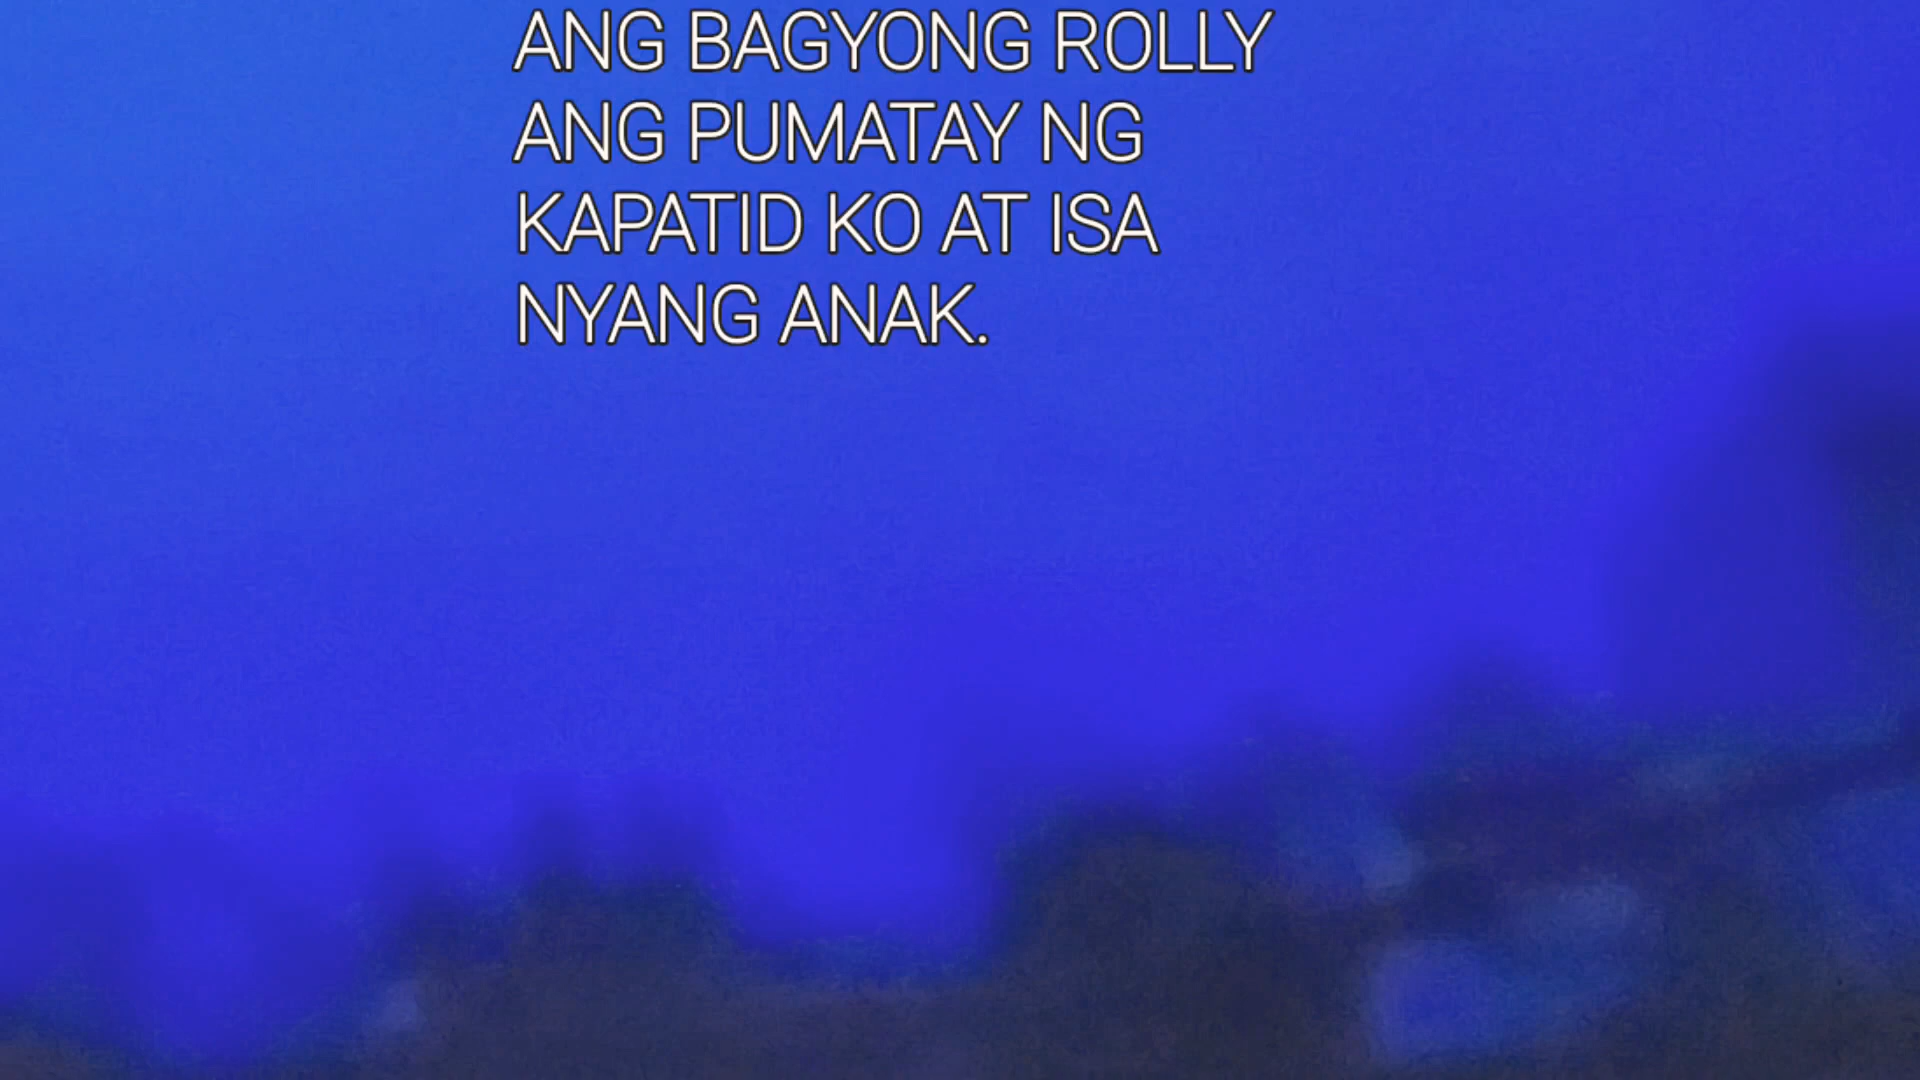 ANG BAGYONG ROLLY
ANG PUMATAY NG
KAPATID KO AT ISA
NYANG ANAK.